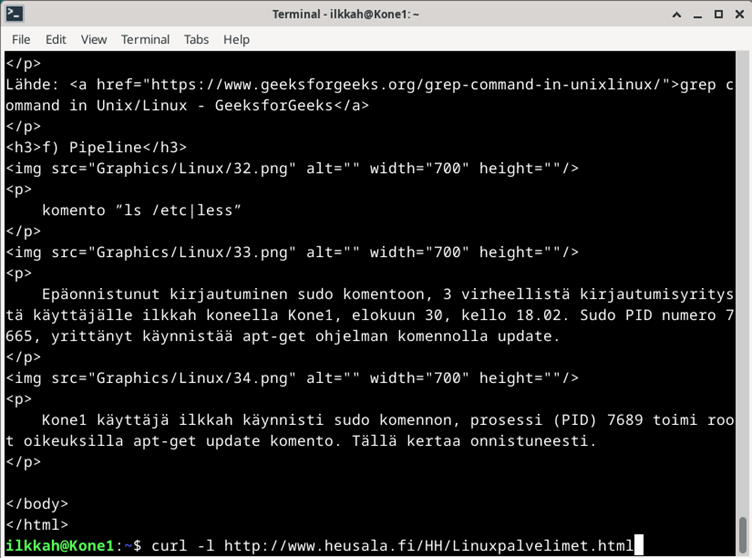 Terminal - ilkkah@Kone1: ~
File Edit View Terminal Tabs Help
</p>
Lähde: <a href="https://www.geeksforgeeks.org/grep-command-in-unixlinux/">grep c
ommand in Unix/Linux - GeeksforGeeks</a>
</p>
<h3>f) Pipeline</h3>
<img src="Graphics/Linux/32.png" alt="" width="700" height=""/>
<p>
    komento ”ls /etc|less”
</p>
<img src="Graphics/Linux/33.png" alt="" width="700" height=""/>
<p>
    Epäonnistunut kirjautuminen sudo komentoon, 3 virheellistä kirjautumisyritys
tä käyttäjälle ilkkah koneella Kone1, elokuun 30, kello 18.02. Sudo PID numero 7
665, yrittänyt käynnistää apt-get ohjelman komennolla update.
</p>
<img src="Graphics/Linux/34.png" alt="" width="700" height=""/>
<p>
    Kone1 käyttäjä ilkkah käynnisti sudo komennon, prosessi (PID) 7689 toimi roo
t oikeuksilla apt-get update komento. Tällä kertaa onnistuneesti.
</p>
</body>
</html>
ilkkah@Kone1:~$ curl -l http://www.heusala.fi/HH/Linuxpalvelimet.html